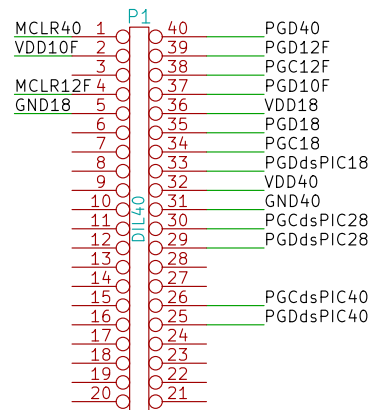 P1
MCLR40 1 40 PGD40
VDD10F 2 39 PGD12F
3 38 PGC12F
MCLR12F 4 37 PGD10F
GND18 5 36 VDD18
6 35 PGD18
7 34 PGC18
8 33 PGDdsPIC18
9 32 VDD40
10 31 GND40
11 30 PGCdsPIC28
12 29 PGDdsPIC28
13 28
14 27
15 26 PGCdsPIC40
16 25 PGDdsPIC40
17 24
18 23
19 22
20 21
DIL40